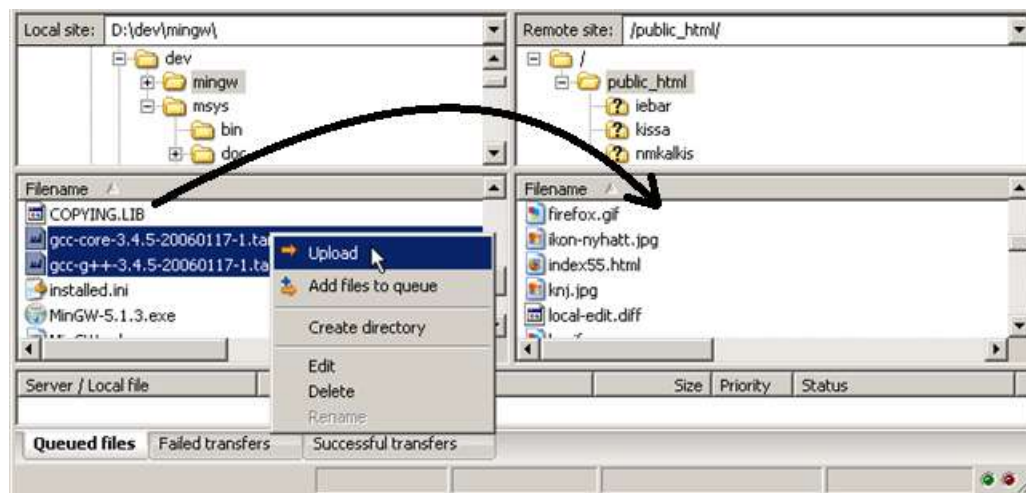 Local site: D:\dev\mingw\
dev
mingw
msys
bin
doc
Remote site: /public_html/
/
public_html
iebar
kissa
nmkalkis
Filename
COPYING.LIB
gcc-core-3.4.5-20060117-1.ta
gcc-g++-3.4.5-20060117-1.ta
installed.ini
MinGW-5.1.3.exe
Upload
Add files to queue
Create directory
Edit
Delete
Rename
Filename
firefox.gif
ikon-nyhatt.jpg
index55.html
knj.jpg
local-edit.diff
Server / Local file
Size Priority Status
Queued files Failed transfers Successful transfers